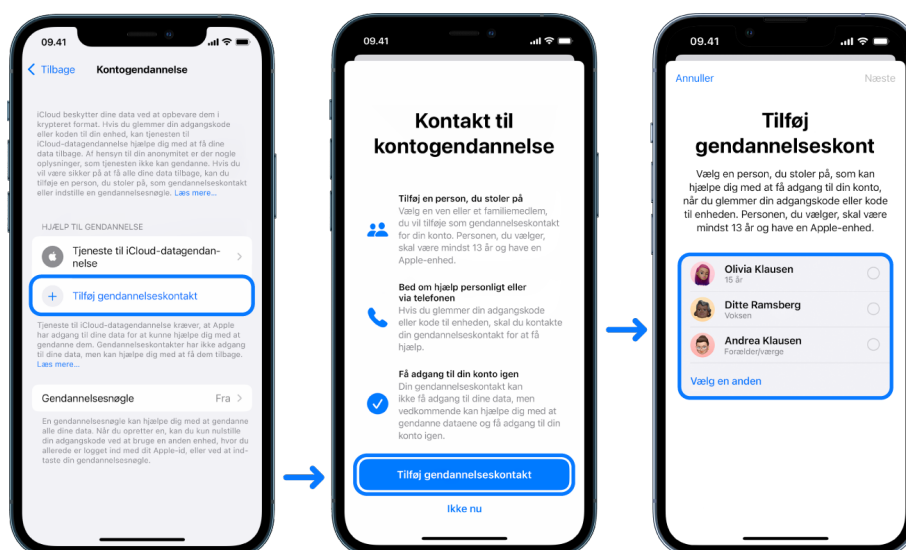 09.41
Tilbage
Kontogendannelse
iCloud beskytter dine data ved at opbevare dem i
krypteret format. Hvis du glemmer din adgangskode
eller koden til din enhed, kan tjenesten til
iCloud-datagendannelse hjælpe dig med at få dine
data tilbage. Af hensyn til din anonymitet er der nogle
oplysninger, som tjenesten ikke kan gendanne. Hvis du
vil være sikker på at få alle dine data tilbage, kan du
tilføje en person, du stoler på, som gendannelseskontakt
eller indstille en gendannelsesnøgle. Læs mere...
HJÆLP TIL GENDANNELSE
Tjeneste til iCloud-datagendan-
nelse
Tilføj gendannelseskontakt
Tjeneste til iCloud-datagendannelse kræver, at Apple
har adgang til dine data for at kunne hjælpe dig med at
gendanne dem. Gendannelseskontakter har ikke adgang
til dine data, men kan hjælpe dig med at få dem tilbage.
Læs mere...
Gendannelsesnøgle Fra
En gendannelsesnøgle kan hjælpe dig med at gendanne
alle dine data. Når du opretter en, kan du kun nulstille
din adgangskode ved at bruge en anden enhed, hvor du
allerede er logget ind med dit Apple-id, eller ved at ind-
taste din gendannelsesnøgle.
09.41
Kontakt til
kontogendannelse
Tilføj en person, du stoler på
Vælg en ven eller et familiemedlem,
du vil tilføje som gendannelseskontakt
for din konto. Personen, du vælger,
skal være mindst 13 år og have en
Apple-enhed.
Bed om hjælp personligt eller
via telefonen
Hvis du glemmer din adgangskode
eller kode til enheden, skal du kontakte
din gendannelseskontakt for at få
hjælp.
Få adgang til din konto igen
Din gendannelseskontakt kan
ikke få adgang til dine data, men
vedkommende kan hjælpe dig med at
gendanne dataene og få adgang til din
konto igen.
Tilføj gendannelseskontakt
Ikke nu
09.41
Annuller
Næste
Tilføj
gendannelseskont
Vælg en person, du stoler på, som kan
hjælpe dig med at få adgang til din konto,
når du glemmer din adgangskode eller kode
til enheden. Personen, du vælger, skal være
mindst 13 år og have en Apple-enhed.
Olivia Klausen
15 år
Ditte Ramsberg
Voksen
Andrea Klausen
Forælder/værge
Vælg en anden